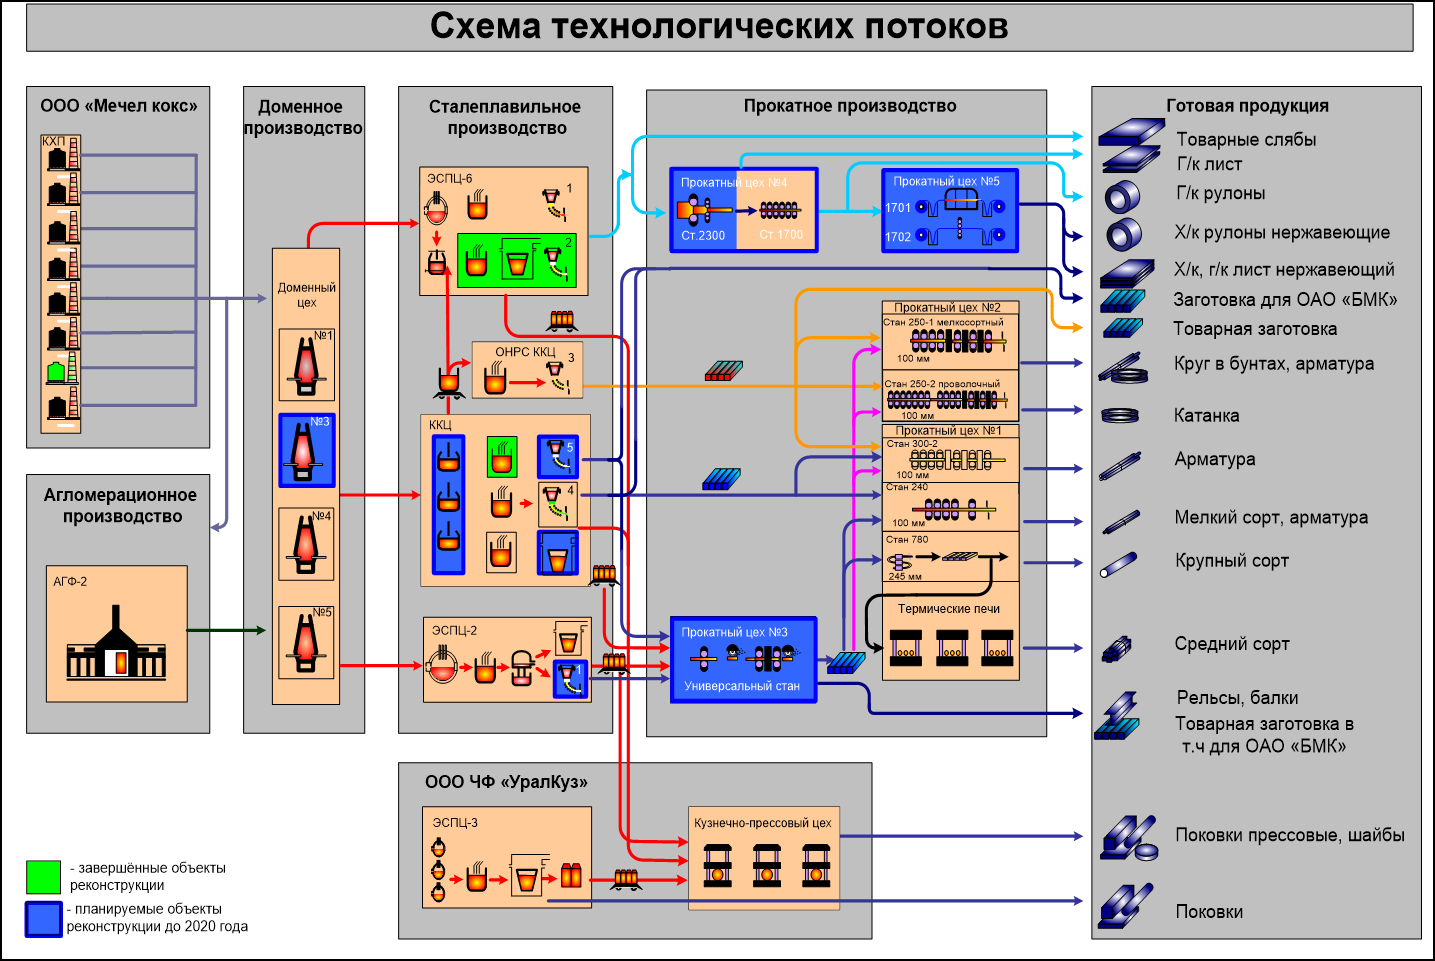 Схема технологических потоков
ООО «Мечел кокс»
КХП
Агломерационное
производство
АГФ-2
Доменное
производство
Доменный
цех
№1
№3
№4
№5
Сталеплавильное
производство
ЭСПЦ-6
1
2
ОНРС ККЦ
3
ККЦ
5
4
ЭСПЦ-2
1
Прокатное производство
Прокатный цех №4
Ст.2300
Ст 1700
Прокатный цех №5
1701
1702
Прокатный цех №2
Стан 250-1 мелкосортный
100 мм
Стан 250-2 проволочный
100 мм
Прокатный цех №1
Стан 300-2
100 мм
Стан 240
100 мм
Стан 780
245 мм
Термические печи
Прокатный цех №3
Универсальный стан
ООО ЧФ «УралКуз»
ЭСПЦ-3
Кузнечно-прессовый цех
Готовая продукция
Товарные слябы
Г/к лист
Г/к рулоны
Х/к рулоны нержавеющие
Х/к, г/к лист нержавеющий
Заготовка для ОАО «БМК»
Товарная заготовка
Круг в бунтах, арматура
Катанка
Арматура
Мелкий сорт, арматура
Крупный сорт
Средний сорт
Рельсы, балки
Товарная заготовка в
т.ч для ОАО «БМК»
Поковки прессовые, шайбы
Поковки
- завершённые объекты
реконструкции
- планируемые объекты
реконструкции до 2020 года